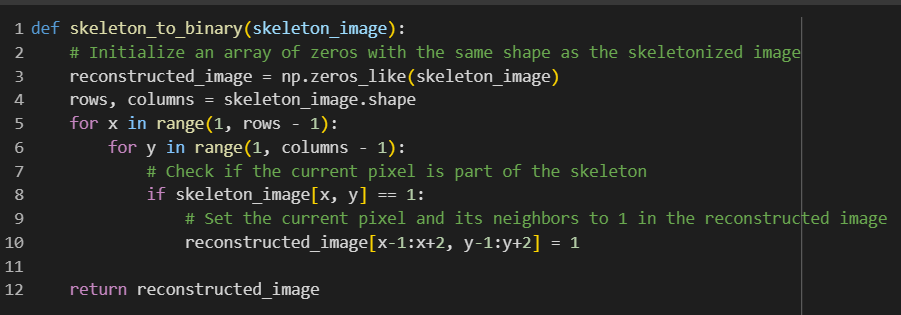 1 def skeleton_to_binary(skeleton_image):
2     # Initialize an array of zeros with the same shape as the skeletonized image
3     reconstructed_image = np.zeros_like(skeleton_image)
4     rows, columns = skeleton_image.shape
5     for x in range(1, rows - 1):
6         for y in range(1, columns - 1):
7             # Check if the current pixel is part of the skeleton
8             if skeleton_image[x, y] == 1:
9                 # Set the current pixel and its neighbors to 1 in the reconstructed image
10                 reconstructed_image[x-1:x+2, y-1:y+2] = 1
11
12     return reconstructed_image